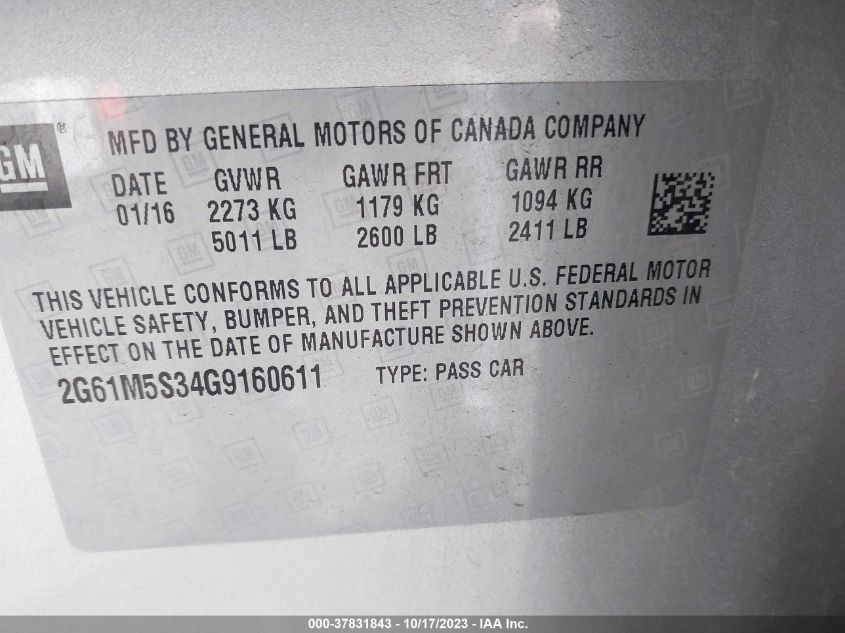 GM
MFD BY GENERAL MOTORS OF CANADA COMPANY
DATE GVWR GAWR FRT GAWR RR
01/16 2273 KG 1179 KG 1094 KG
5011 LB 2600 LB 2411 LB
THIS VEHICLE CONFORMS TO ALL APPLICABLE U.S. FEDERAL MOTOR
VEHICLE SAFETY, BUMPER, AND THEFT PREVENTION STANDARDS IN
EFFECT ON THE DATE OF MANUFACTURE SHOWN ABOVE.
2G61M5S34G9160611 TYPE: PASS CAR
000-37831843 - 10/17/2023 - IAA Inc.